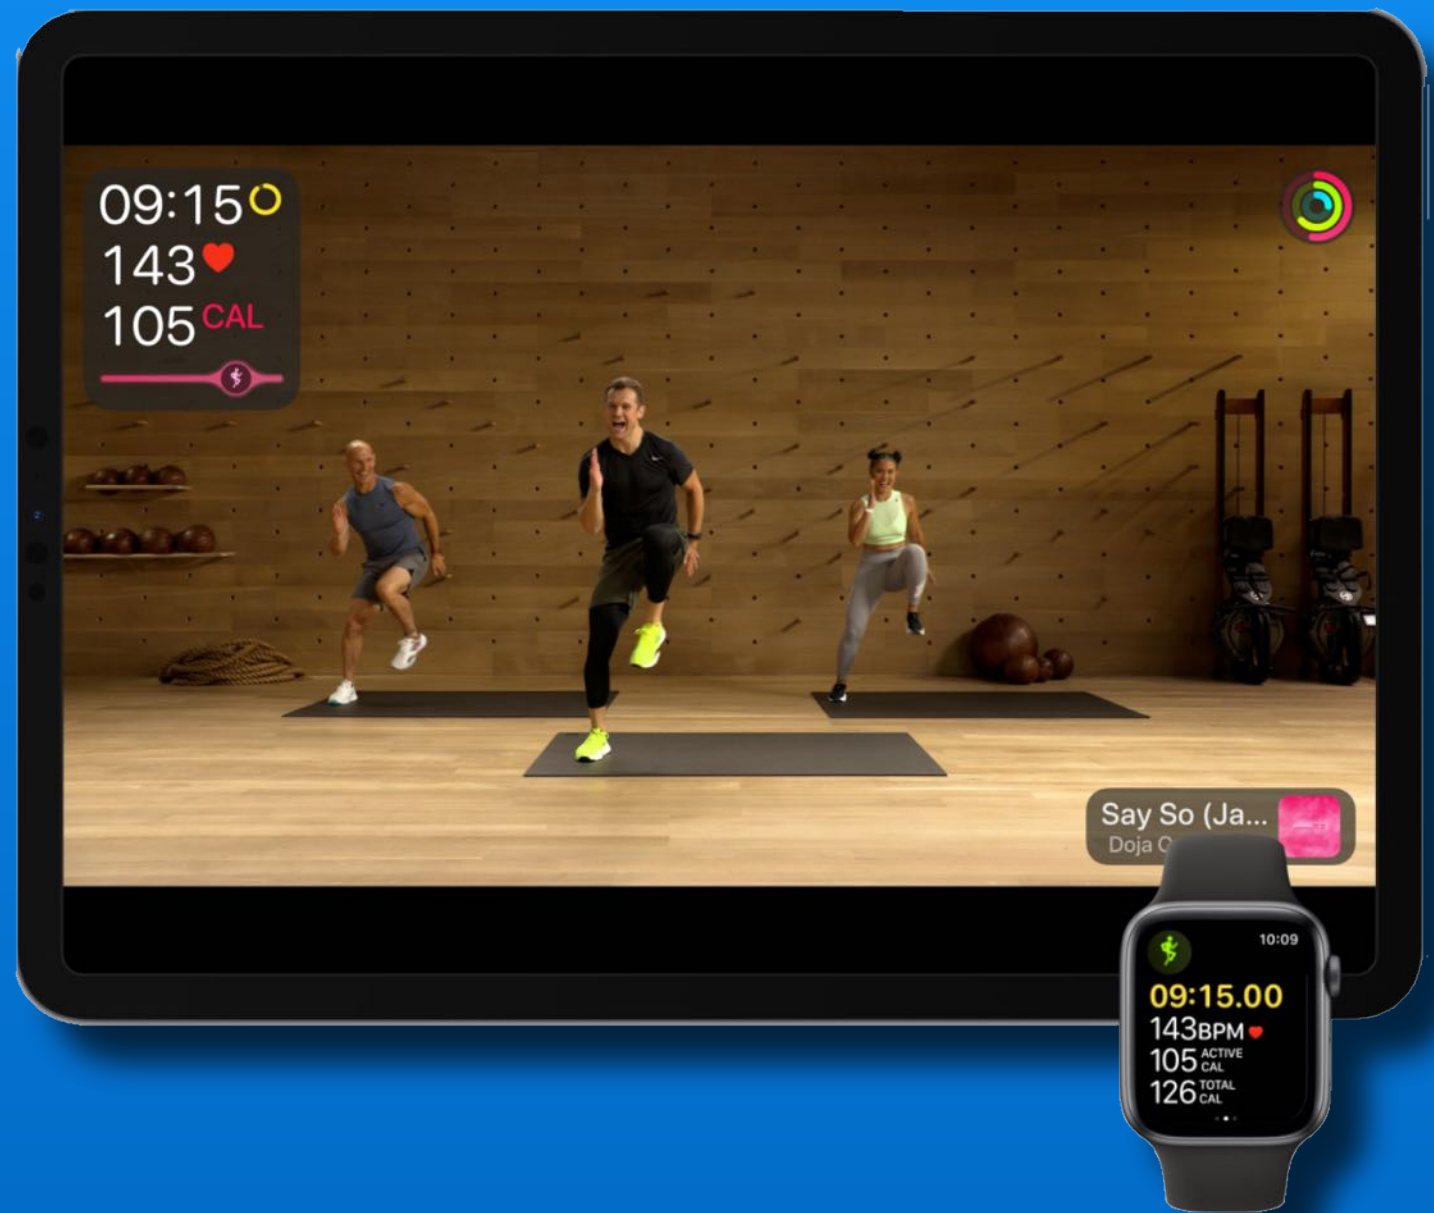 09:15
143
105 CAL
Say So (Ja...
Doja
10:09
09:15.00
143BPM
105 ACTIVE CAL
126 TOTAL CAL